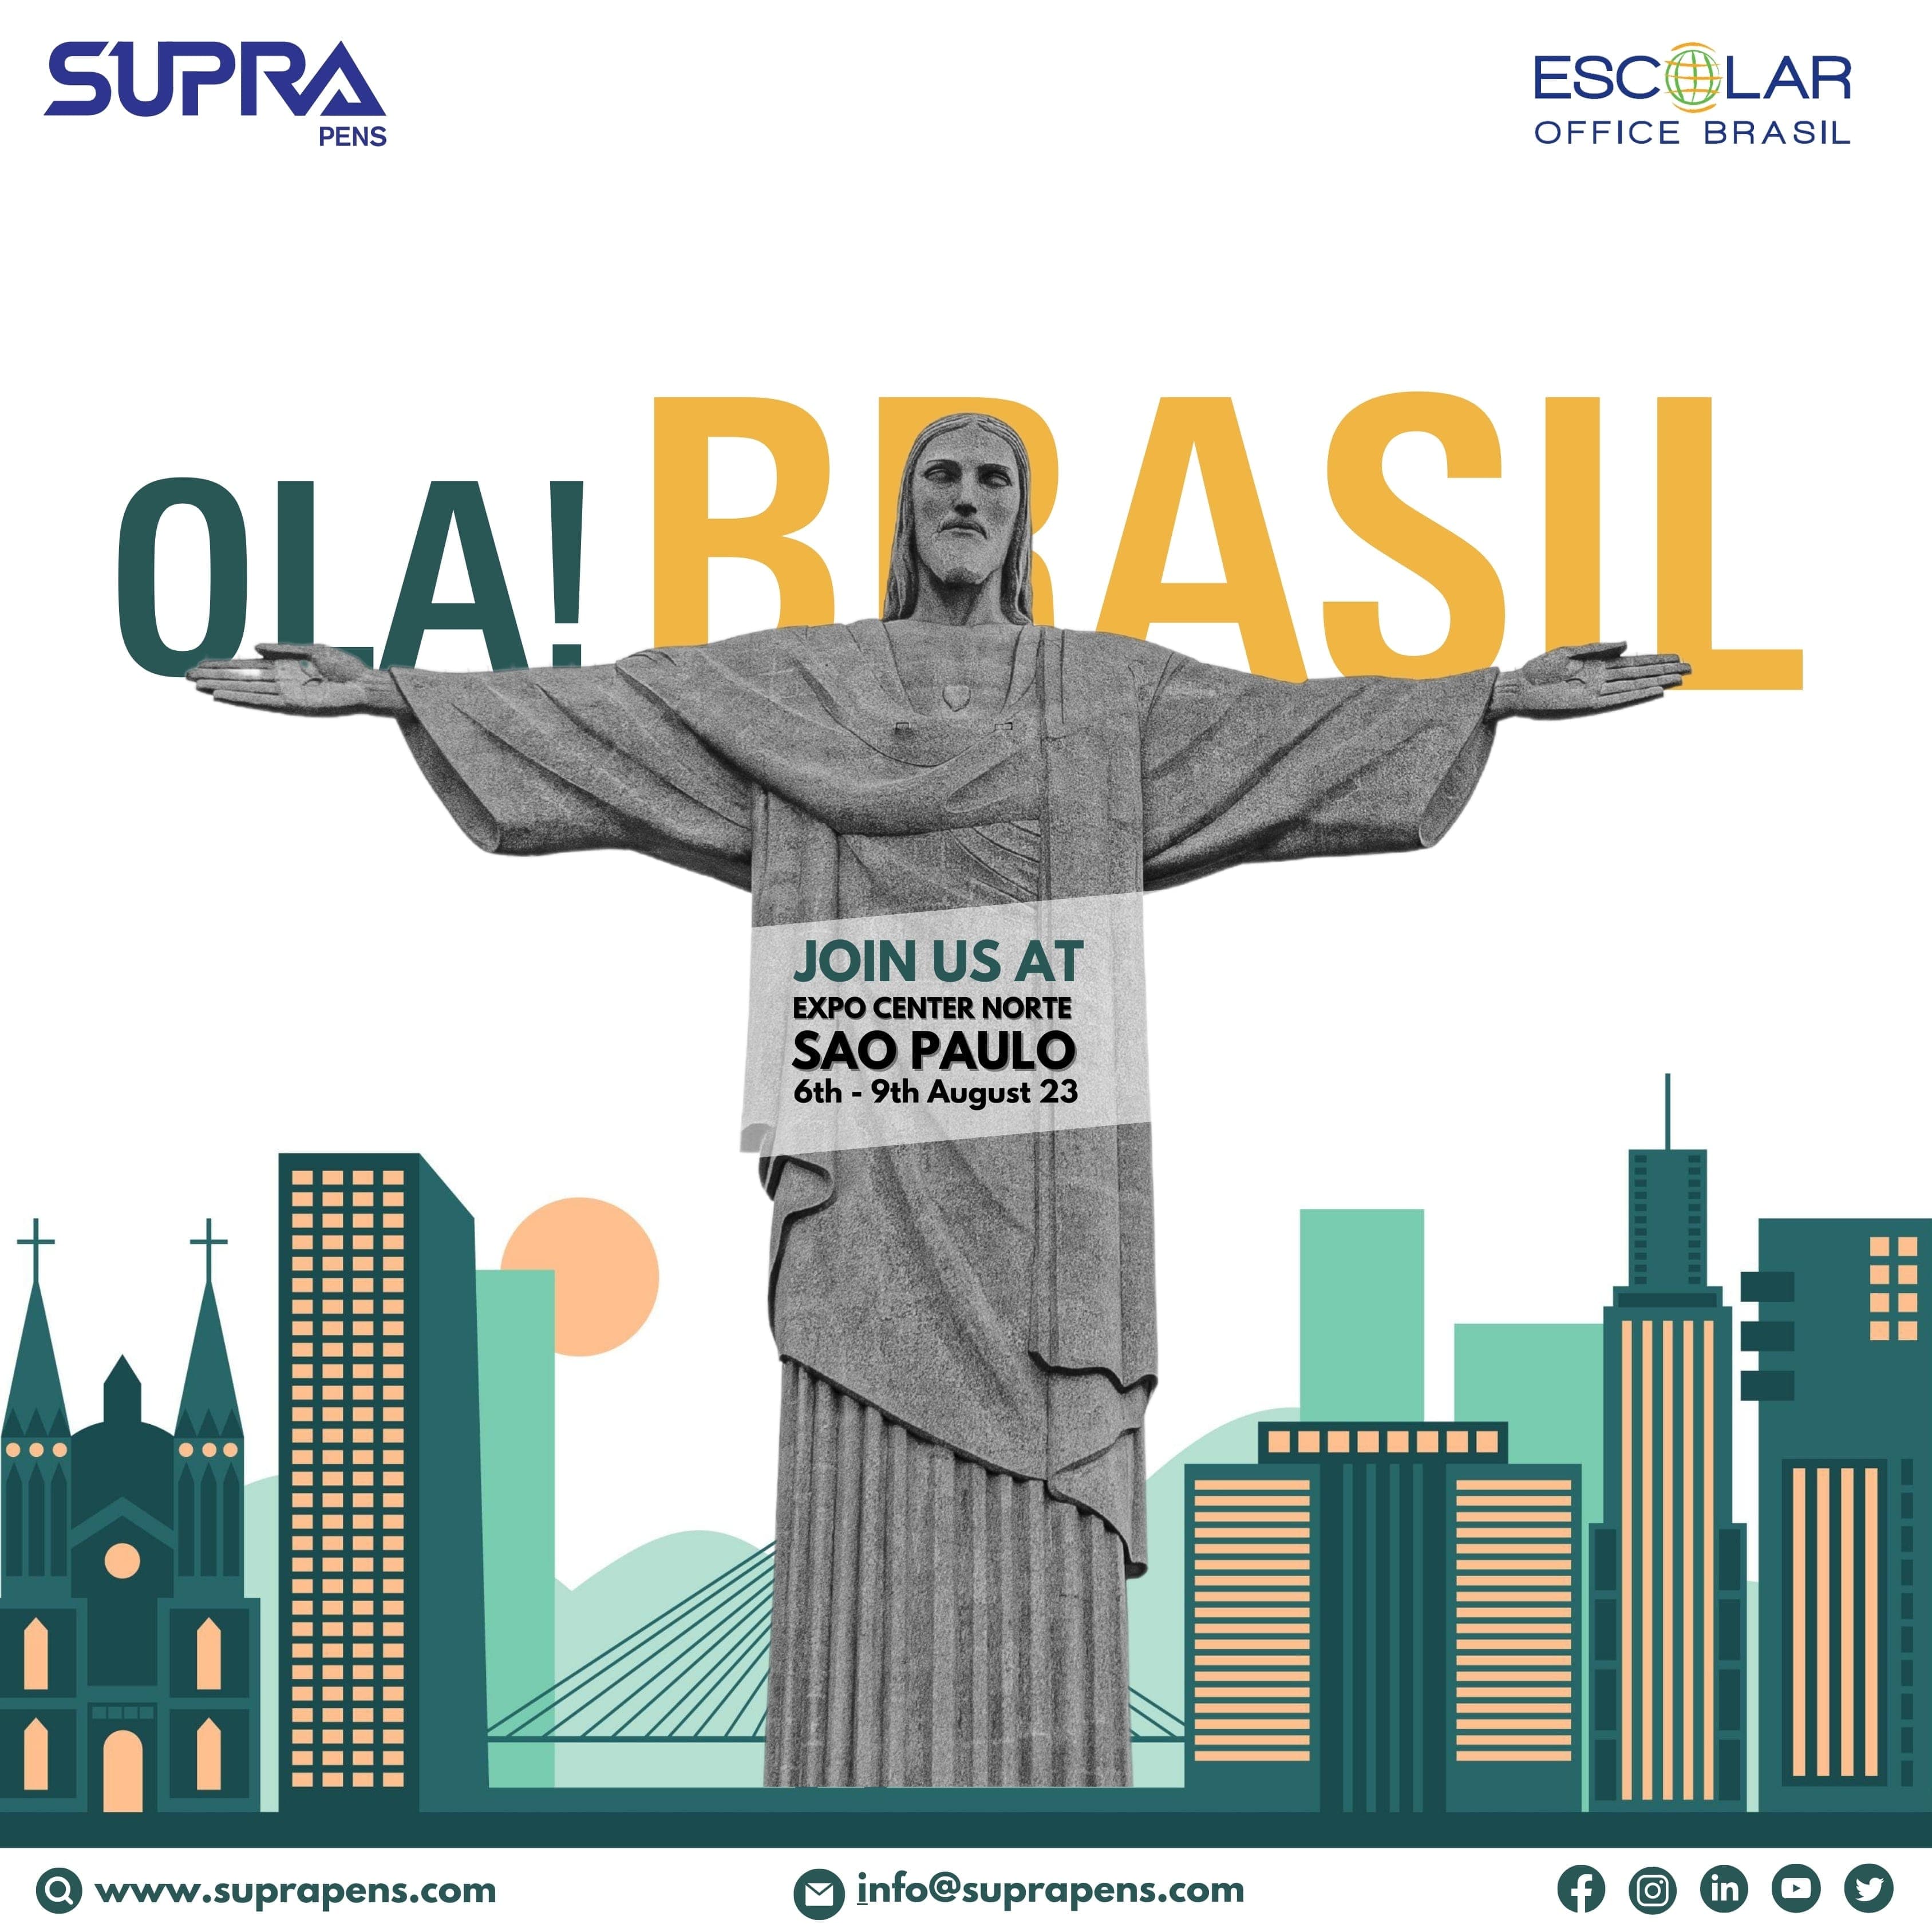 SUPRA
PENS
ESCOLAR
OFFICE BRASIL
OLA! BRASIL
JOIN US AT
EXPO CENTER NORTE
SAO PAULO
6th - 9th August 23
www.suprapens.com
info@suprapens.com